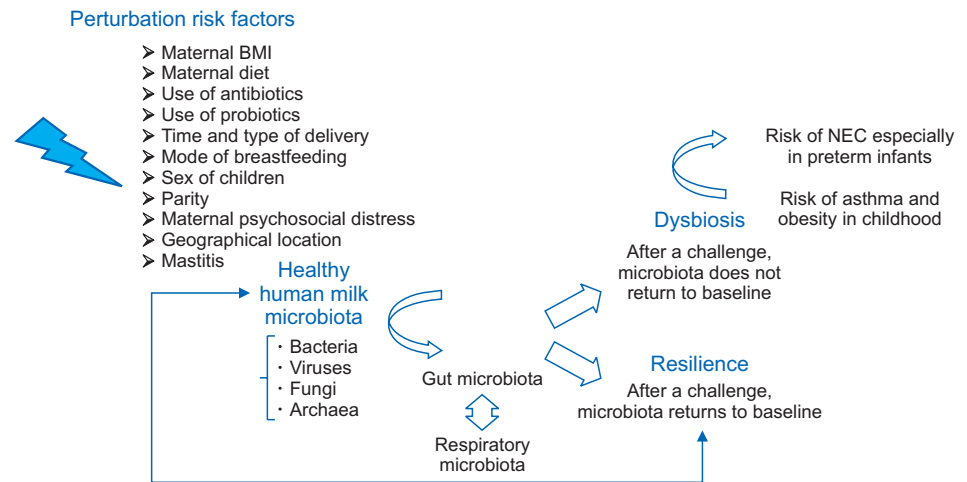 Perturbation risk factors
➢ Maternal BMI
➢ Maternal diet
➢ Use of antibiotics
➢ Use of probiotics
➢ Time and type of delivery
➢ Mode of breastfeeding
➢ Sex of children
➢ Parity
➢ Maternal psychosocial distress
➢ Geographical location
➢ Mastitis
Healthy
human milk
microbiota
· Bacteria
· Viruses
· Fungi
· Archaea
Gut microbiota
Respiratory
microbiota
Risk of NEC especially
in preterm infants
Risk of asthma and
obesity in childhood
Dysbiosis
After a challenge,
microbiota does not
return to baseline
Resilience
After a challenge,
microbiota returns to baseline